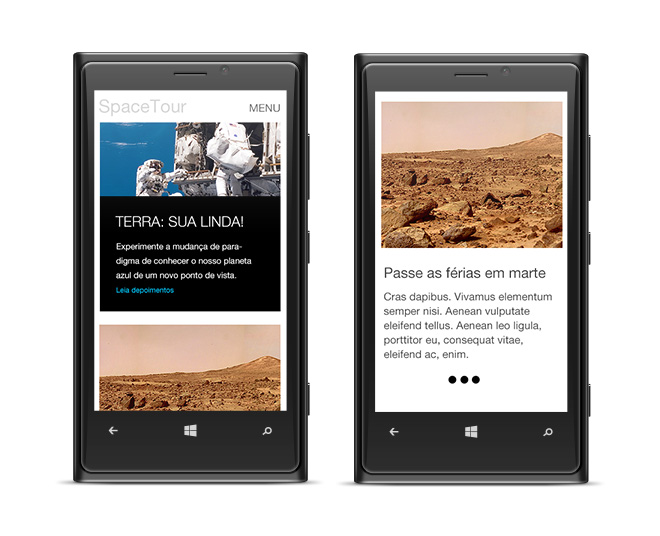 SpaceTour
MENU
TERRA: SUA LINDA!
Experimente a mudança de para-
digma de conhecer o nosso planeta
azul de um novo ponto de vista.
Leia depoimentos
Passe as férias em marte
Cras dapibus. Vivamus elementum
semper nisi. Aenean vulputate
eleifend tellus. Aenean leo ligula,
porttitor eu, consequat vitae,
eleifend ac, enim.